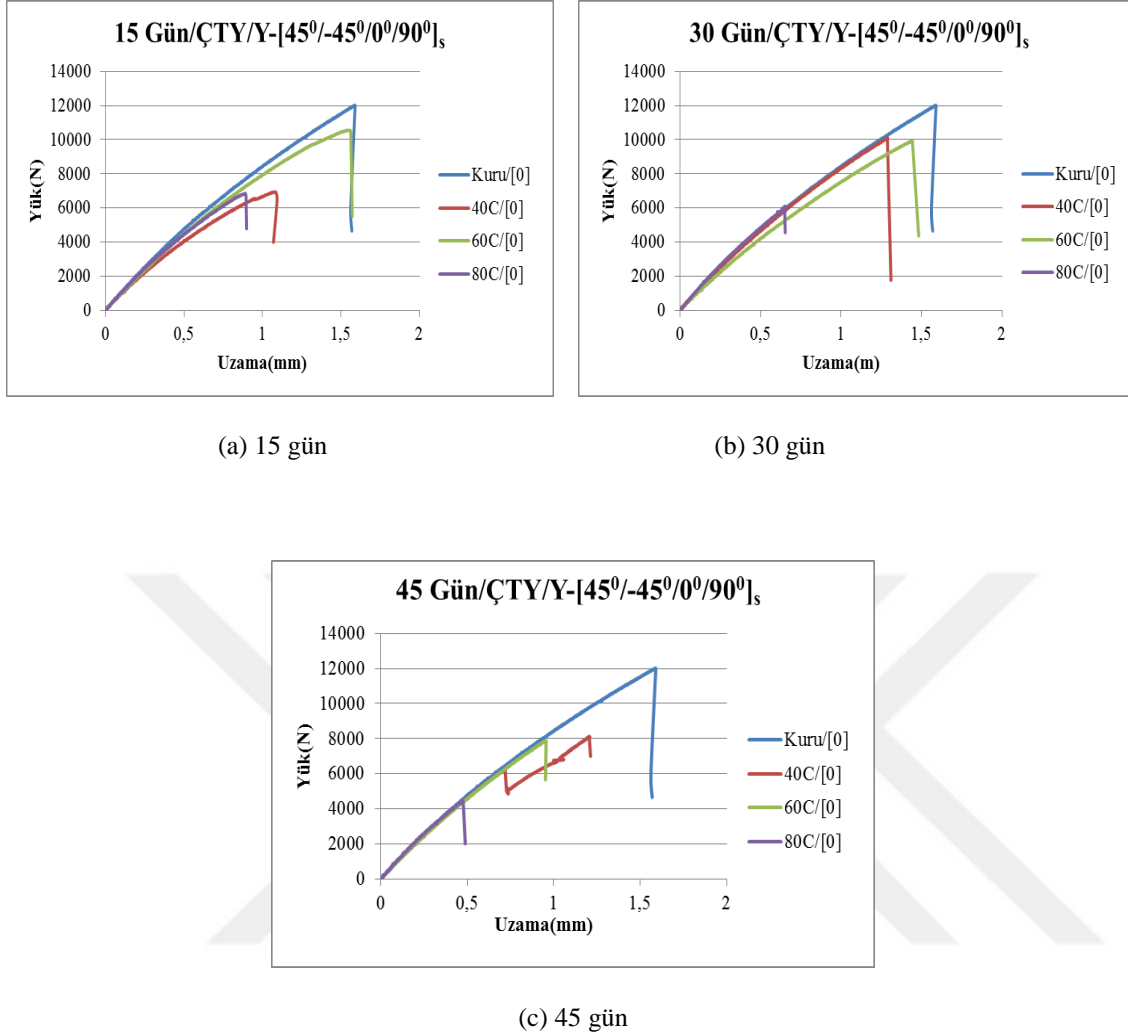 15 Gün/ÇTY/Y-[45⁰/-45⁰/0⁰/90⁰]ₛ
14000
12000
10000
8000
6000
4000
2000
0
Yük(N)
0 0,5 1 1,5 2
Uzama(mm)
Kuru/[0]
40C/[0]
60C/[0]
80C/[0]
30 Gün/ÇTY/Y-[45⁰/-45⁰/0⁰/90⁰]ₛ
14000
12000
10000
8000
6000
4000
2000
0
Yük(N)
0 0,5 1 1,5 2
Uzama(m)
Kuru/[0]
40C/[0]
60C/[0]
80C/[0]
(a) 15 gün
(b) 30 gün
45 Gün/ÇTY/Y-[45⁰/-45⁰/0⁰/90⁰]ₛ
14000
12000
10000
8000
6000
4000
2000
0
Yük(N)
0 0,5 1 1,5 2
Uzama(mm)
Kuru/[0]
40C/[0]
60C/[0]
80C/[0]
(c) 45 gün